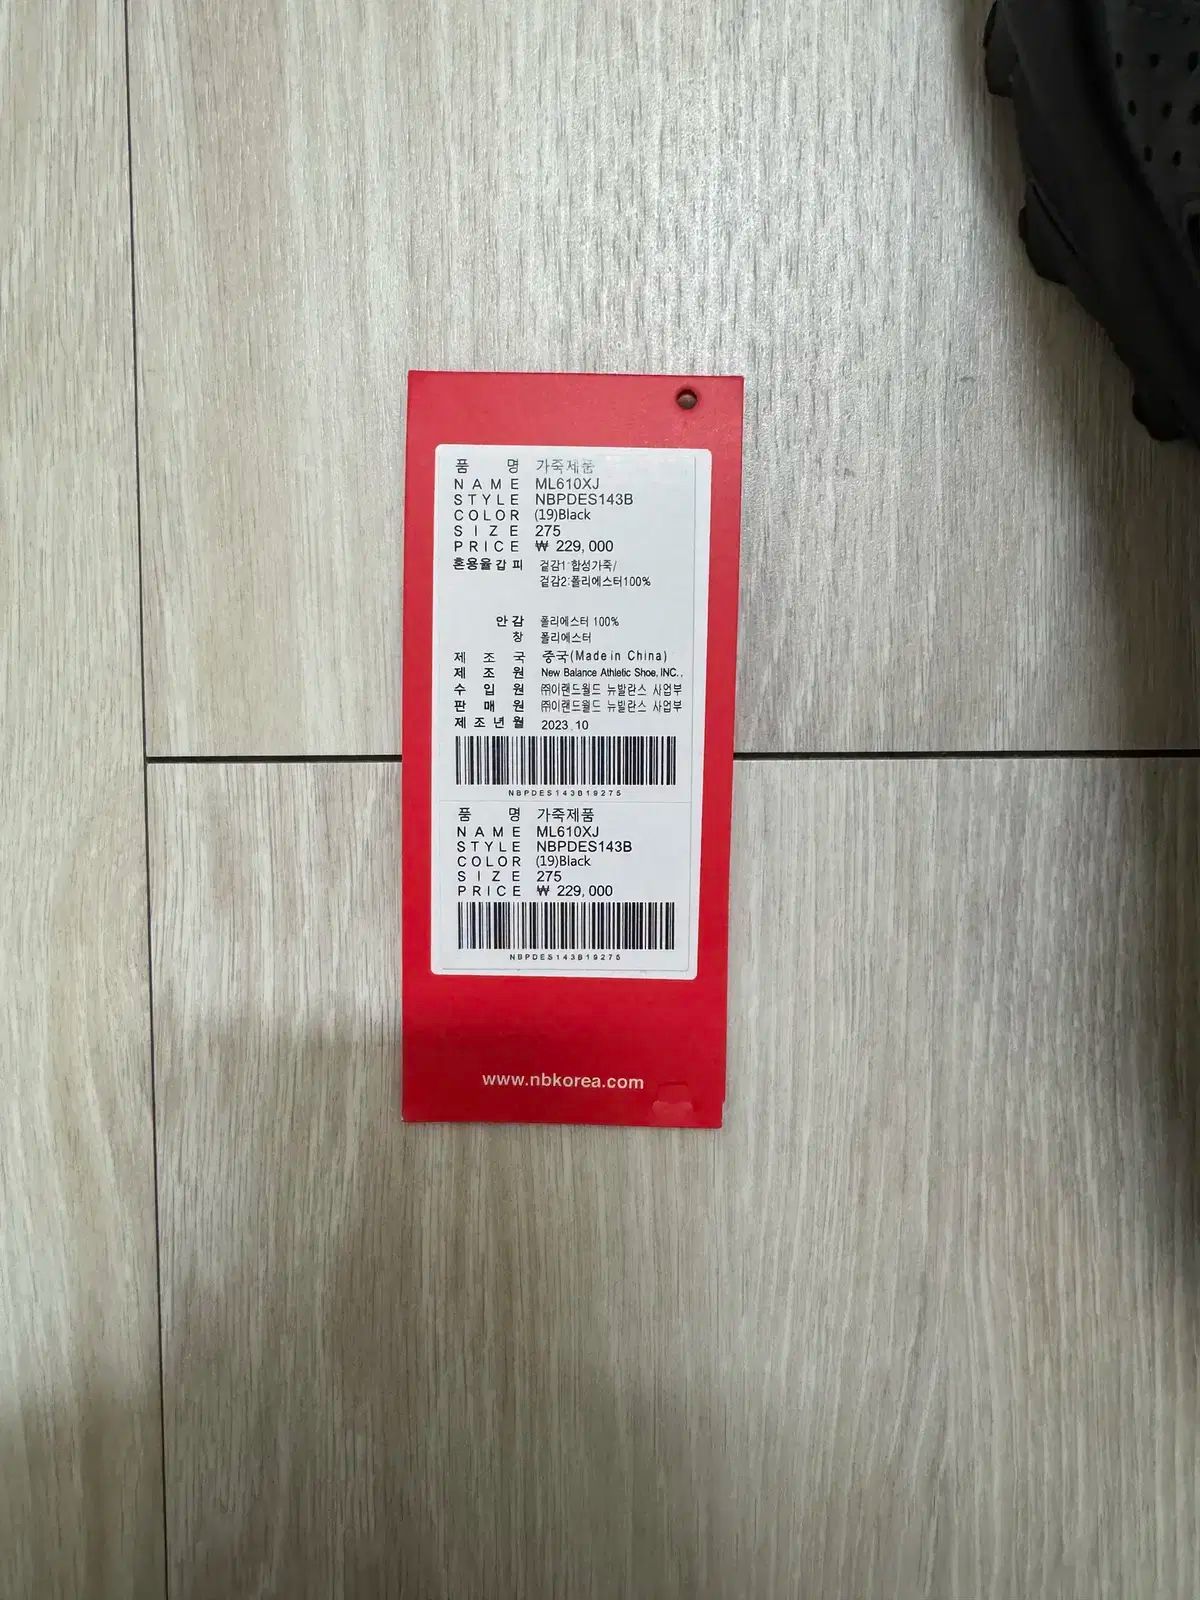 품 명 가죽제품
NAME ML610XJ
STYLE NBPDES143B
COLOR (19)Black
SIZE 275
PRICE ₩ 229,000
혼용율갑피 겉감1:합성가죽/
겉감2:폴리에스터100%
안감 폴리에스터 100%
창 폴리에스터
제조국 중국(Made in China)
제조원 New Balance Athletic Shoe, INC.,
수입원 ㈜이랜드월드 뉴발란스 사업부
판매원 ㈜이랜드월드 뉴발란스 사업부
제조년월 2023.10
NBPDES143B19275
품 명 가죽제품
NAME ML610XJ
STYLE NBPDES143B
COLOR (19)Black
SIZE 275
PRICE ₩ 229,000
NBPDES143B19275
www.nbkorea.com